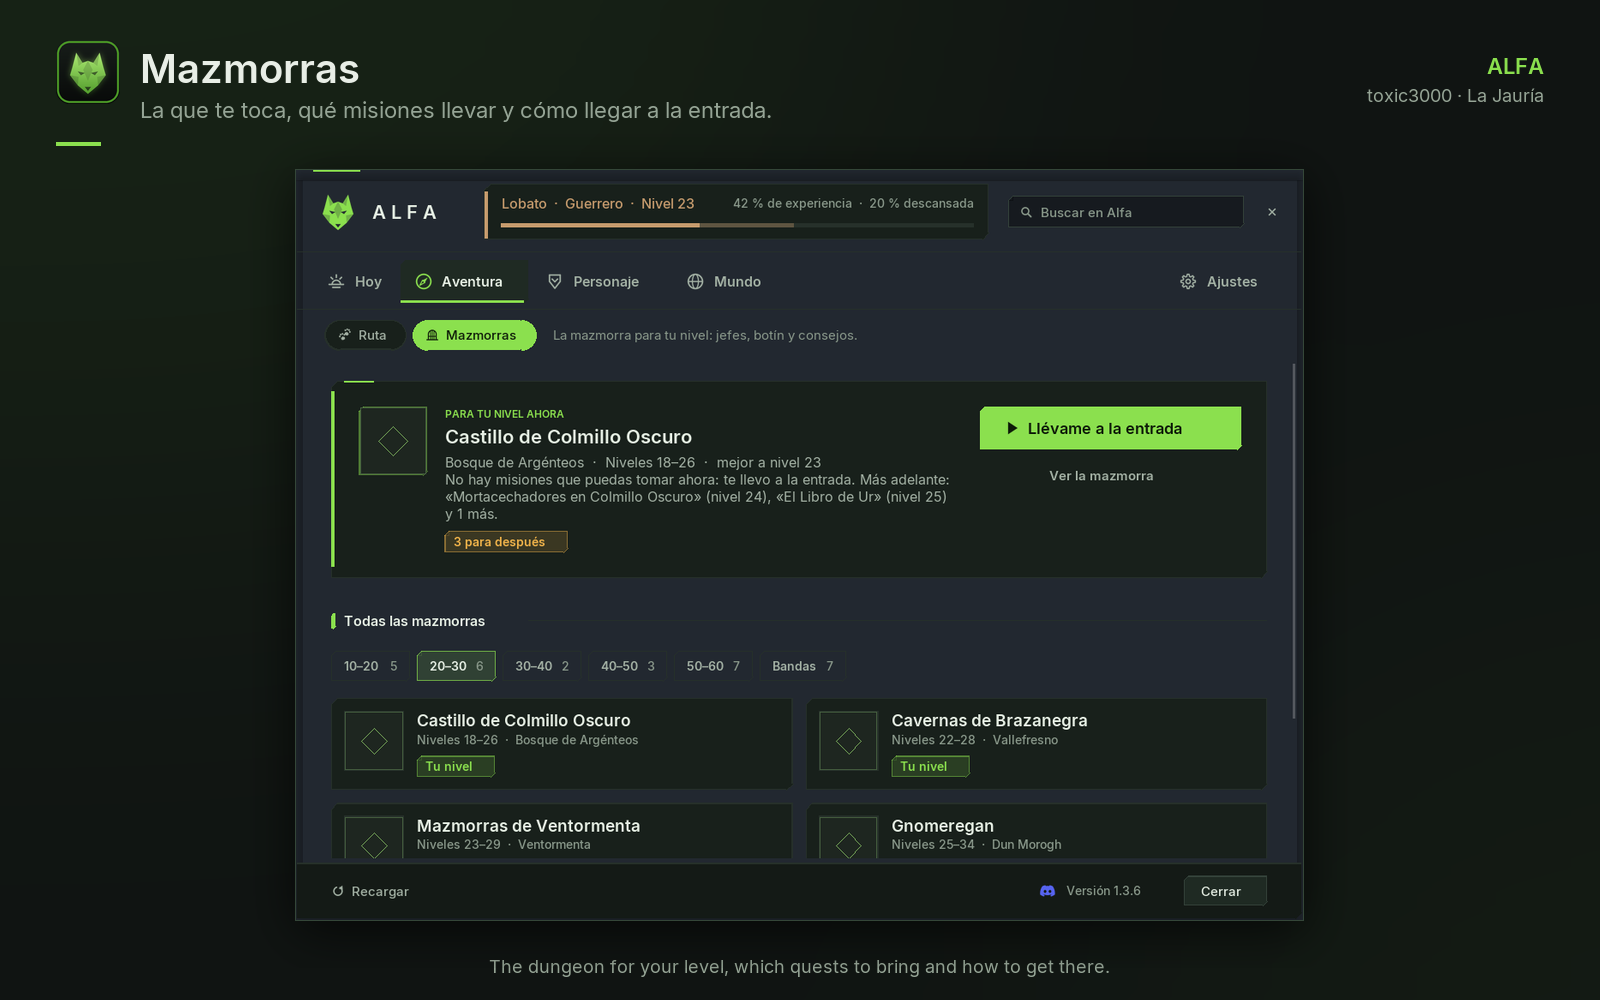 Mazmorras
La que te toca, qué misiones llevar y cómo llegar a la entrada.
ALFA
toxic3000 · La Jauría
ALFA
Lobato · Guerrero · Nivel 23
42 % de experiencia · 20 % descansada
Buscar en Alfa
×
Hoy
Aventura
Personaje
Mundo
Ajustes
Ruta
Mazmorras
La mazmorra para tu nivel: jefes, botín y consejos.
PARA TU NIVEL AHORA
Castillo de Colmillo Oscuro
Bosque de Argénteos · Niveles 18–26 · mejor a nivel 23
No hay misiones que puedas tomar ahora: te llevo a la entrada. Más adelante:
«Mortacechadores en Colmillo Oscuro» (nivel 24), «El Libro de Ur» (nivel 25)
y 1 más.
3 para después
Llévame a la entrada
Ver la mazmorra
Todas las mazmorras
10–20 5
20–30 6
30–40 2
40–50 3
50–60 7
Bandas 7
Castillo de Colmillo Oscuro
Niveles 18–26 · Bosque de Argénteos
Tu nivel
Cavernas de Brazanegra
Niveles 22–28 · Vallefresno
Tu nivel
Mazmorras de Ventormenta
Niveles 23–29 · Ventormenta
Gnomeregan
Niveles 25–34 · Dun Morogh
Recargar
Versión 1.3.6
Cerrar
The dungeon for your level, which quests to bring and how to get there.